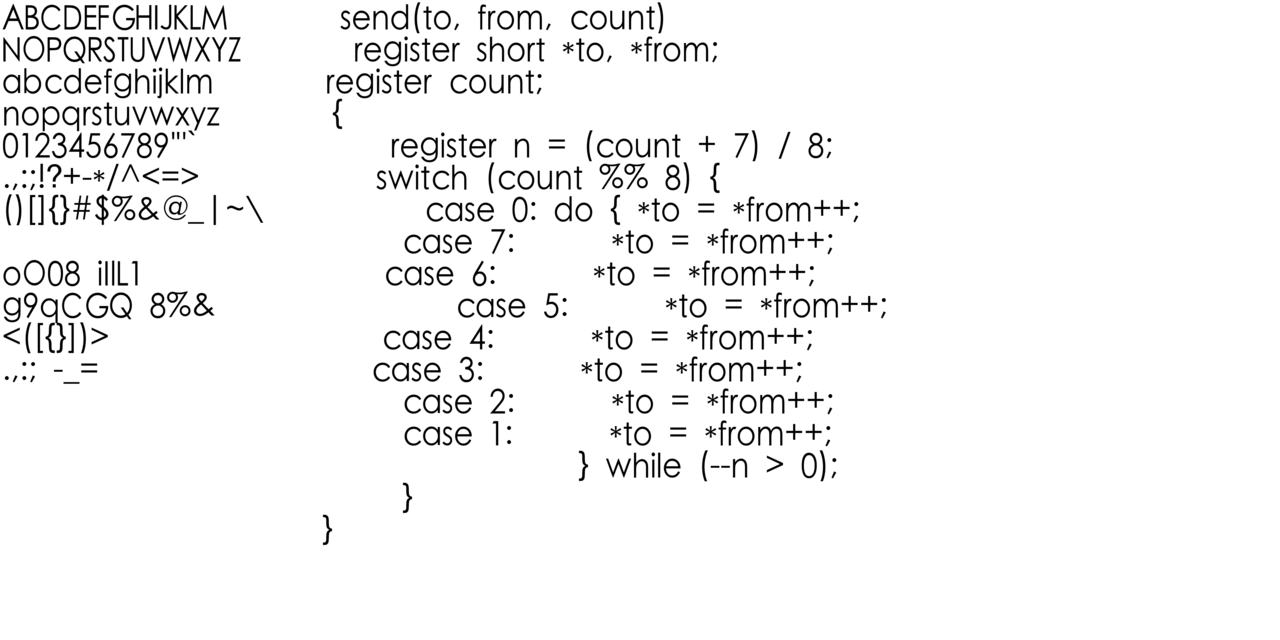 ABCDEFGHIJKLM send(to, from, count)
NOPQRSTUVWXYZ register short *to, *from;
abcdefghijklm register count;
nopqrstuvwxyz {
0123456789"'` register n = (count + 7) / 8;
.,:;!?+-*/^<=> switch (count %% 8) {
()[]{}#$%&@_|~\ case 0: do { *to = *from++;
case 7: *to = *from++;
oO08 iIlL1 case 6: *to = *from++;
g9qCGQ 8%& case 5: *to = *from++;
<([{}])> case 4: *to = *from++;
.,:; -_= case 3: *to = *from++;
case 2: *to = *from++;
case 1: *to = *from++;
} while (--n > 0);
}
}